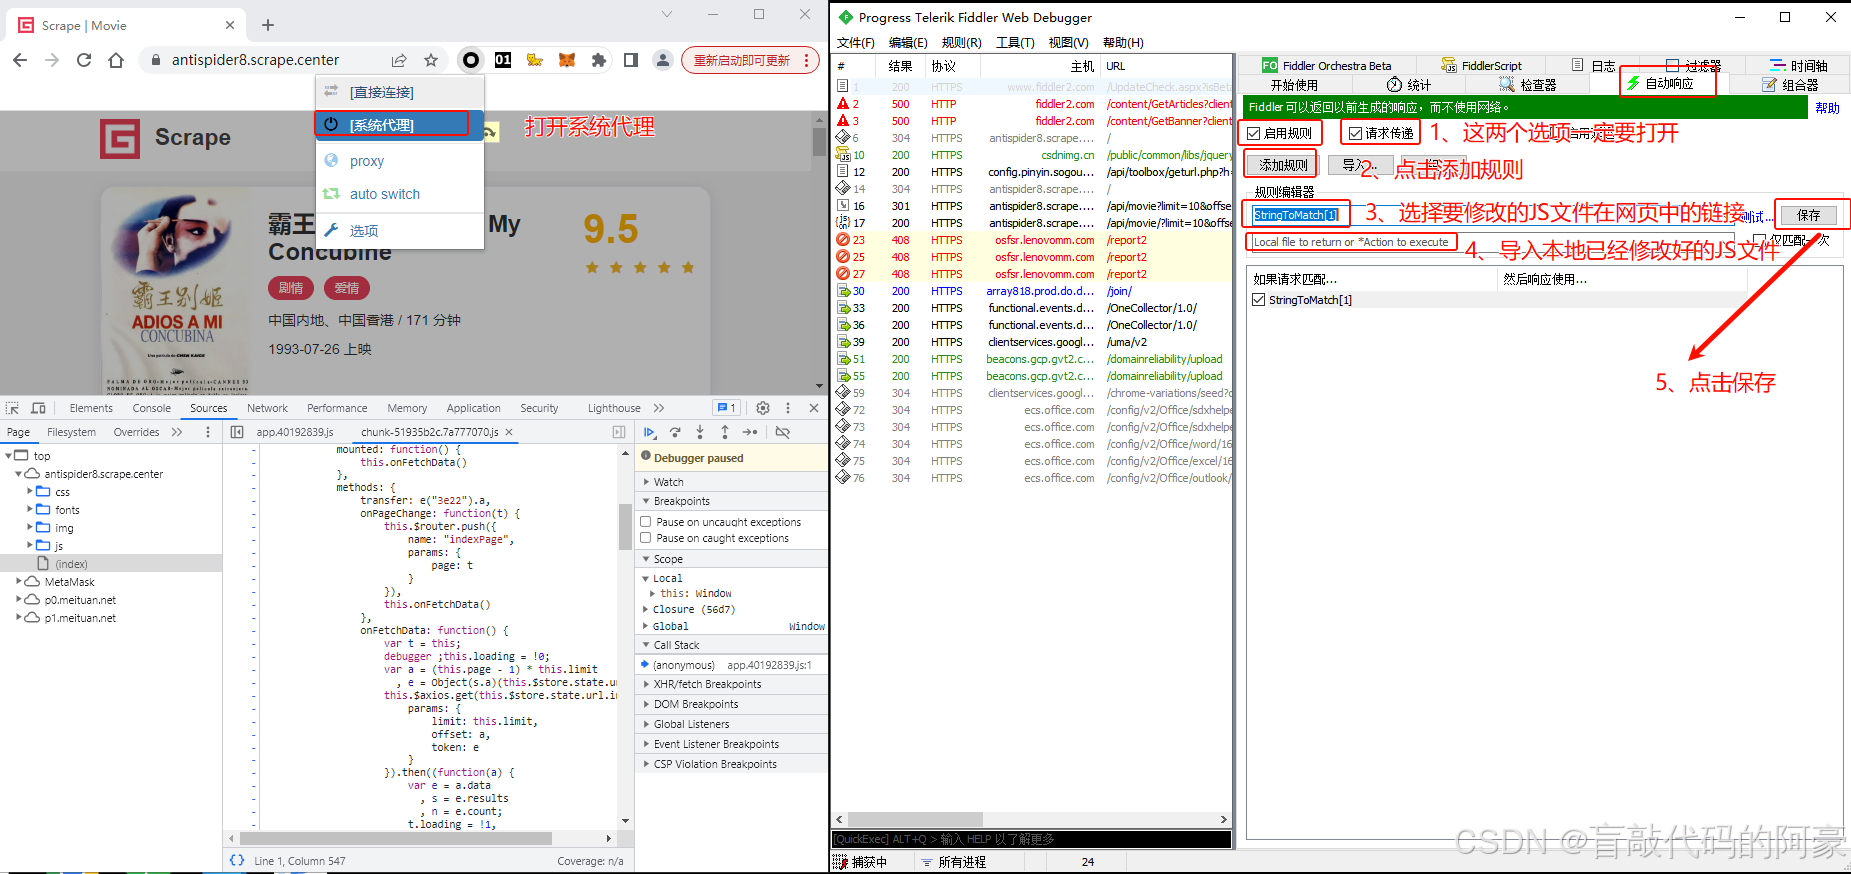 Scrape | Movie
antispider8.scrape.center
重新启动即可更新
[直接连接]
[系统代理]
proxy
auto switch
选项
打开系统代理
Scrape
霸王
My
Concubine
剧情
爱情
中国内地、中国香港 / 171 分钟
1993-07-26 上映
9.5
霸王别姬
ADIOS A MI
CONCUBINA
Elements
Console
Sources
Network
Performance
Memory
Application
Security
Lighthouse
1
Page
Filesystem
Overrides
app.40192839.js
chunk-51935b2c.7a777070.js
top
antispider8.scrape.center
css
fonts
img
js
(index)
MetaMask
p0.meituan.net
p1.meituan.net
mounted: function() {
this.onFetchData()
},
methods: {
transfer: e("3e22").a,
onPageChange: function(t) {
this.$router.push({
name: "indexPage",
params: {
page: t
}
}),
this.onFetchData()
},
onFetchData: function() {
var t = this;
debugger ;this.loading = !0;
var a = (this.page - 1) * this.limit
, e = Object(s.a)(this.$store.state.u
this.$axios.get(this.$store.state.url.i
params: {
limit: this.limit,
offset: a,
token: e
}
}).then((function(a) {
var e = a.data
, s = e.results
, n = e.count;
t.loading = !1,
Line 1, Column 547
Coverage: n/a
Debugger paused
Watch
Breakpoints
Pause on uncaught exceptions
Pause on caught exceptions
Scope
Local
this: Window
Closure (56d7)
Global
Window
Call Stack
(anonymous)
app.40192839.js:1
XHR/fetch Breakpoints
DOM Breakpoints
Global Listeners
Event Listener Breakpoints
CSP Violation Breakpoints
Progress Telerik Fiddler Web Debugger
文件(F) 编辑(E) 规则(R) 工具(T) 视图(V) 帮助(H)
# 结果 协议 主机 URL
1 200 HTTP www.fiddler2.com /UpdateCheck.aspx?isBeta
2 500 HTTP fiddler2.com /content/GetArticles?client
3 500 HTTP fiddler2.com /content/GetBanner?client
6 304 HTTPS antispider8.scrape.... /
10 200 HTTPS csdnimg.cn /public/common/libs/jquery
12 200 HTTPS config.pinyin.sogou... /api/toolbox/geturl.php?h=
14 304 HTTPS antispider8.scrape.... /
16 301 HTTPS antispider8.scrape.... /api/movie?limit=10&offse
17 200 HTTPS antispider8.scrape.... /api/movie/?limit=10&offs
23 408 HTTPS osfsr.lenovomm.com /report2
25 408 HTTPS osfsr.lenovomm.com /report2
27 408 HTTPS osfsr.lenovomm.com /report2
30 200 HTTPS array818.prod.do.d... /join/
33 200 HTTPS functional.events.d... /OneCollector/1.0/
36 200 HTTPS functional.events.d... /OneCollector/1.0/
39 200 HTTPS clientservices.googl... /uma/v2
51 200 HTTPS beacons.gcp.gvt2.c... /domainreliability/upload
55 200 HTTPS beacons.gcp.gvt2.c... /domainreliability/upload
59 304 HTTPS clientservices.googl... /chrome-variations/seed?o
72 304 HTTPS ecs.office.com /config/v2/Office/sdxhelpe
73 304 HTTPS ecs.office.com /config/v2/Office/sdxhelpe
74 304 HTTPS ecs.office.com /config/v2/Office/word/16
75 304 HTTPS ecs.office.com /config/v2/Office/excel/16
76 304 HTTPS ecs.office.com /config/v2/Office/outlook/
[QuickExec] ALT+Q > 输入 HELP 以了解更多
捕获中
所有进程
24
FO Fiddler Orchestra Beta
FiddlerScript
日志
过滤器
时间轴
开始使用
统计
检查器
自动响应
组合器
Fiddler 可以返回以前生成的响应，而不使用网络。
帮助
启用规则
请求传递
1、这两个选项一定要打开
添加规则
导入...
2、点击添加规则
规则编辑器
StringToMatch[1]
3、选择要修改的JS文件在网页中的链接
测试...
保存
Local file to return or *Action to execute
4、导入本地已经修改好的JS文件
仅匹配一次
如果请求匹配...
然后响应使用...
StringToMatch[1]
5、点击保存
CSDN @盲敲代码的阿豪